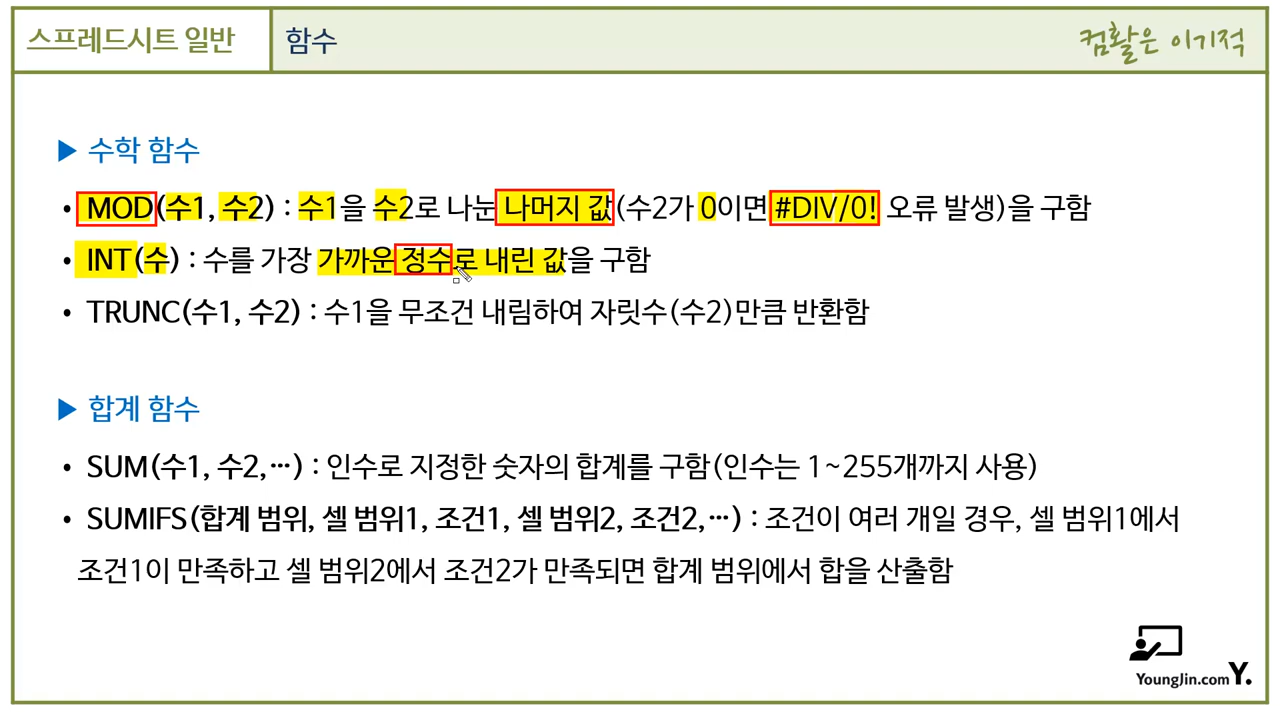 스프레드시트 일반
함수
컴활은 이기적
▶ 수학 함수
• MOD(수1, 수2) : 수1을 수2로 나눈 나머지 값(수2가 0이면 #DIV/0! 오류 발생)을 구함
• INT(수) : 수를 가장 가까운 정수로 내린 값을 구함
• TRUNC(수1, 수2) : 수1을 무조건 내림하여 자릿수(수2)만큼 반환함
▶ 합계 함수
• SUM(수1, 수2,⋯) : 인수로 지정한 숫자의 합계를 구함(인수는 1~255개까지 사용)
• SUMIFS(합계 범위, 셀 범위1, 조건1, 셀 범위2, 조건2,⋯) : 조건이 여러 개일 경우, 셀 범위1에서
조건1이 만족하고 셀 범위2에서 조건2가 만족되면 합계 범위에서 합을 산출함
YoungJin.com Y.